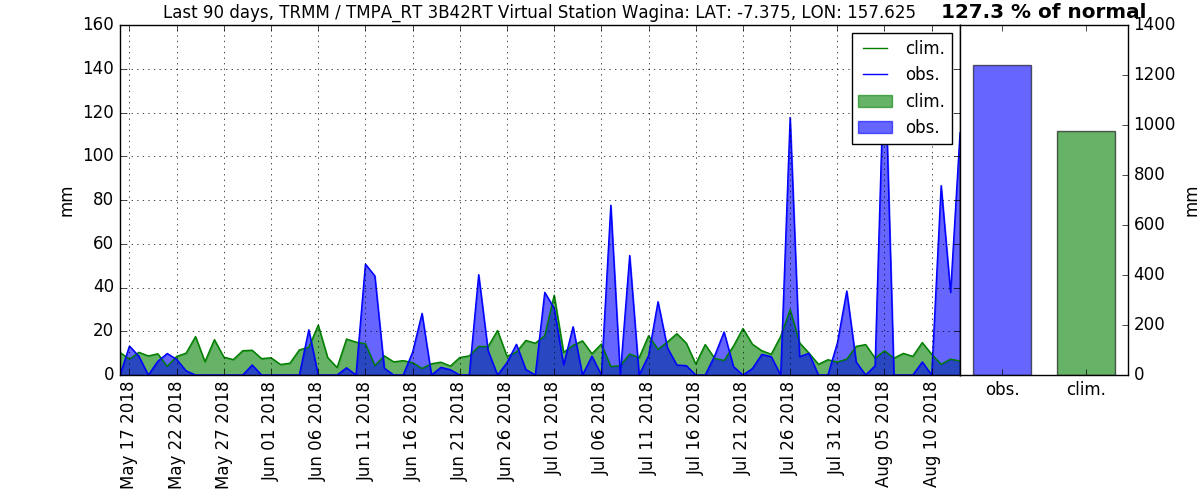 Last 90 days, TRMM / TMPA_RT 3B42RT Virtual Station Wagina: LAT: -7.375, LON: 157.625
127.3 % of normal
160
140
120
100
80
60
40
20
0
mm
clim.
obs.
clim.
obs.
1400
1200
1000
800
600
400
200
0
mm
May 17 2018
May 22 2018
May 27 2018
Jun 01 2018
Jun 06 2018
Jun 11 2018
Jun 16 2018
Jun 21 2018
Jun 26 2018
Jul 01 2018
Jul 06 2018
Jul 11 2018
Jul 16 2018
Jul 21 2018
Jul 26 2018
Jul 31 2018
Aug 05 2018
Aug 10 2018
obs.
clim.